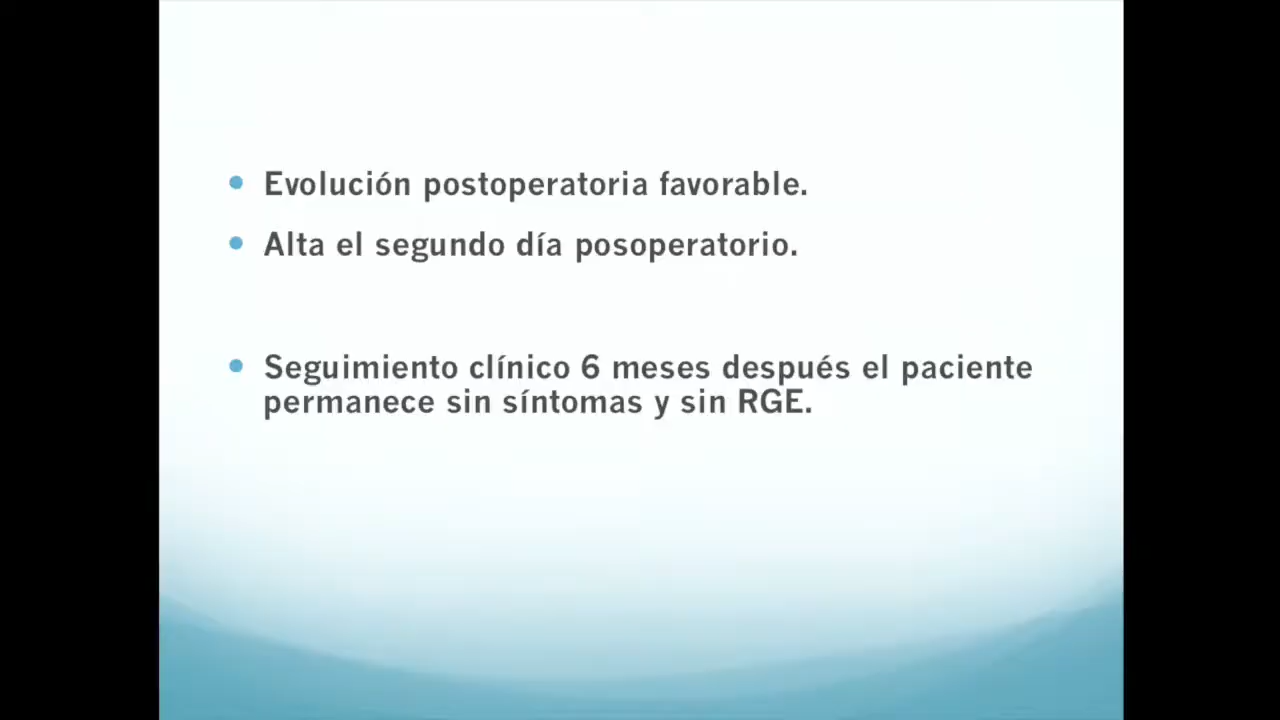 Evolución postoperatoria favorable.
Alta el segundo día posoperatorio.
Seguimiento clínico 6 meses después el paciente
permanece sin síntomas y sin RGE.